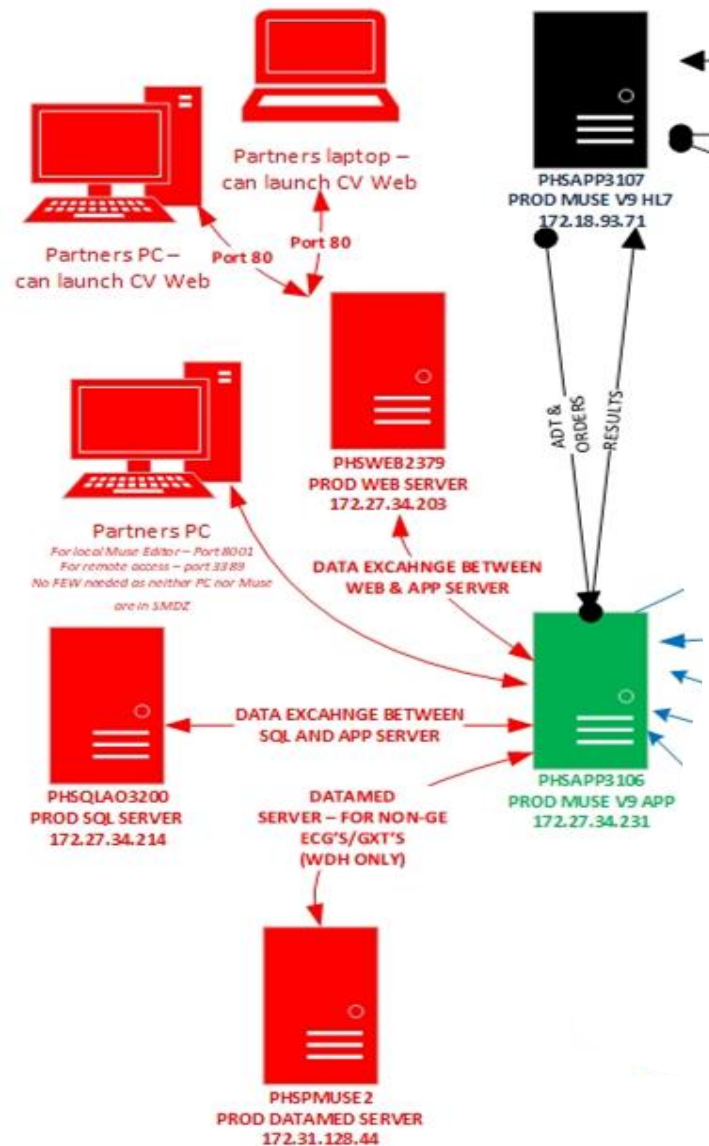 Partners laptop –
can launch CV Web
Partners PC –
can launch CV Web
Port 80
Port 80
PHSAPP3107
PROD MUSE V9 HL7
172.18.93.71
ADT &
ORDERS
RESULTS
PHSWEB2379
PROD WEB SERVER
172.27.34.203
Partners PC
For local Muse Editor – Port 8001
For remote access – port 3389
No FEW needed as neither PC nor Muse
are in SMDZ
DATA EXCAHNGE BETWEEN
WEB & APP SERVER
DATA EXCAHNGE BETWEEN
SQL AND APP SERVER
PHSQLAO3200
PROD SQL SERVER
172.27.34.214
PHSAPP3106
PROD MUSE V9 APP
172.27.34.231
DATAMED
SERVER – FOR NON-GE
ECG'S/GXT'S
(WDH ONLY)
PHSPMUSE2
PROD DATAMED SERVER
172.31.128.44